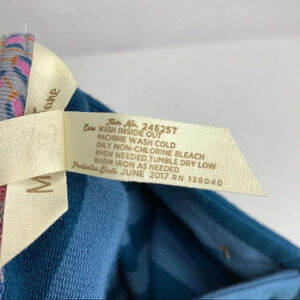 Item No. 24625T
Care WASH INSIDE OUT
MACHINE WASH COLD
ONLY NON-CHLORINE BLEACH
WHEN NEEDED, TUMBLE DRY LOW
WARM IRON AS NEEDED
Production Date JUNE 2017 RN 139040